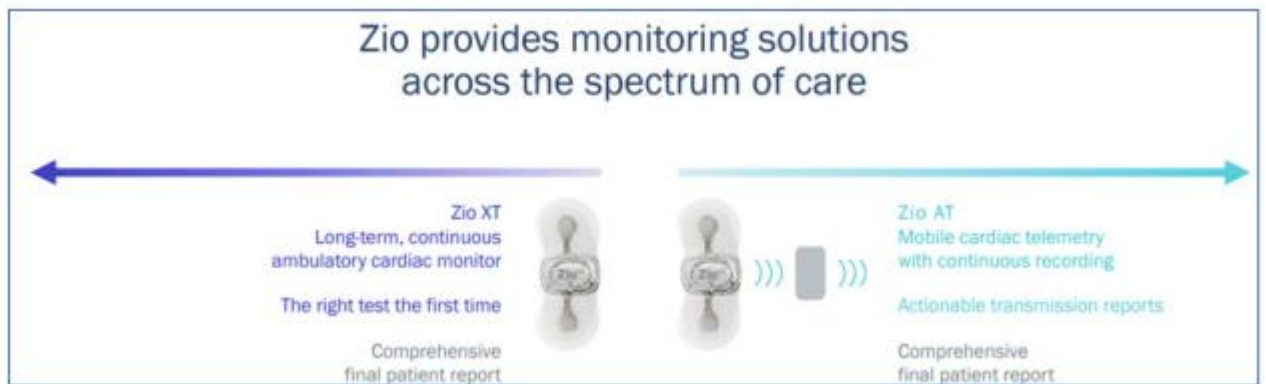 Zio provides monitoring solutions
across the spectrum of care
Zio XT
Long-term, continuous
ambulatory cardiac monitor
The right test the first time
Comprehensive
final patient report
Zio
Zio
Zio AT
Mobile cardiac telemetry
with continuous recording
Actionable transmission reports
Comprehensive
final patient report